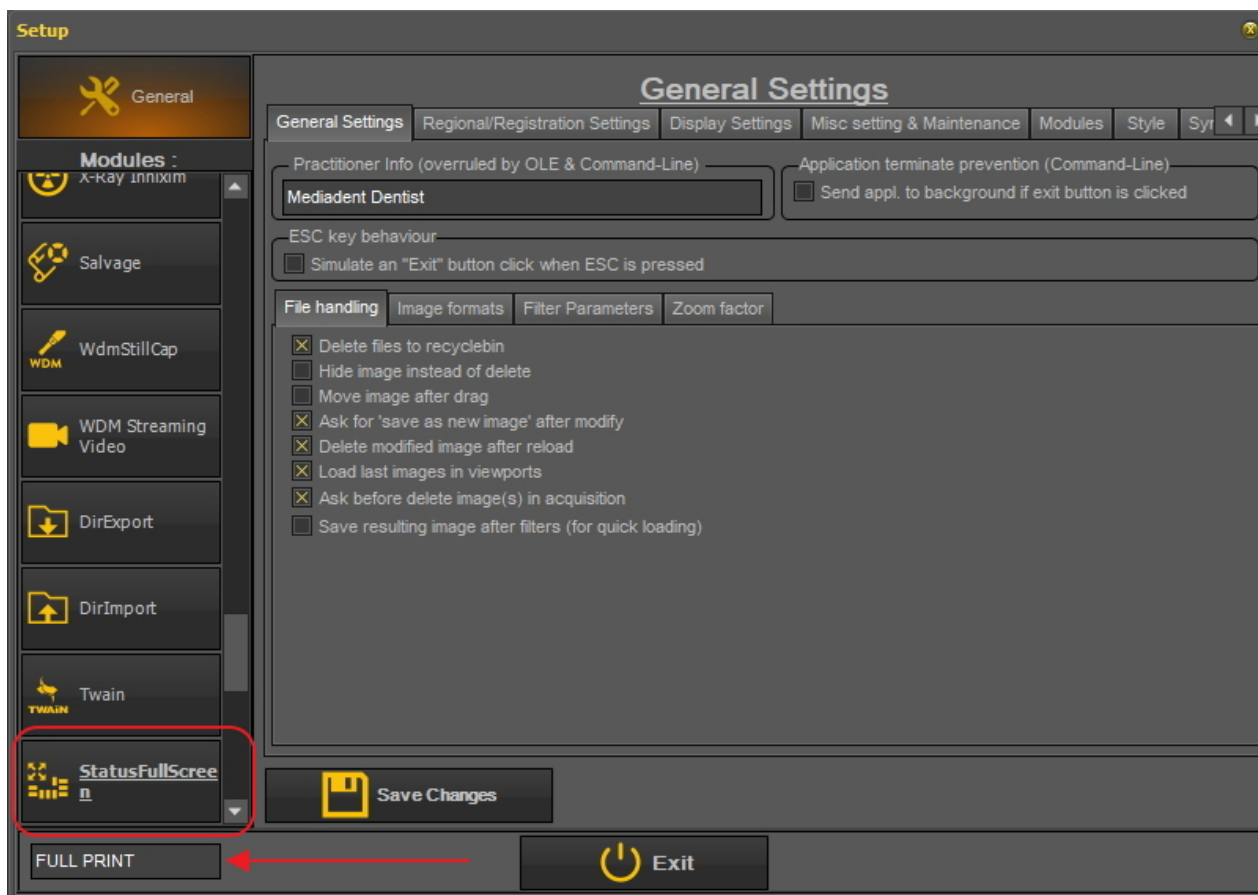 Setup
General
Modules :
X-Ray Innixim
Salvage
WDM
WdmStillCap
WDM Streaming
Video
DirExport
DirImport
TWAIN
Twain
StatusFullScree
n
FULL PRINT
General Settings
General Settings
Regional/Registration Settings
Display Settings
Misc setting & Maintenance
Modules
Style
Practitioner Info (overruled by OLE & Command-Line)
Mediadent Dentist
Application terminate prevention (Command-Line)
Send appl. to background if exit button is clicked
ESC key behaviour
Simulate an "Exit" button click when ESC is pressed
File handling
Image formats
Filter Parameters
Zoom factor
Delete files to recyclebin
Hide image instead of delete
Move image after drag
Ask for 'save as new image' after modify
Delete modified image after reload
Load last images in viewports
Ask before delete image(s) in acquisition
Save resulting image after filters (for quick loading)
Save Changes
Exit